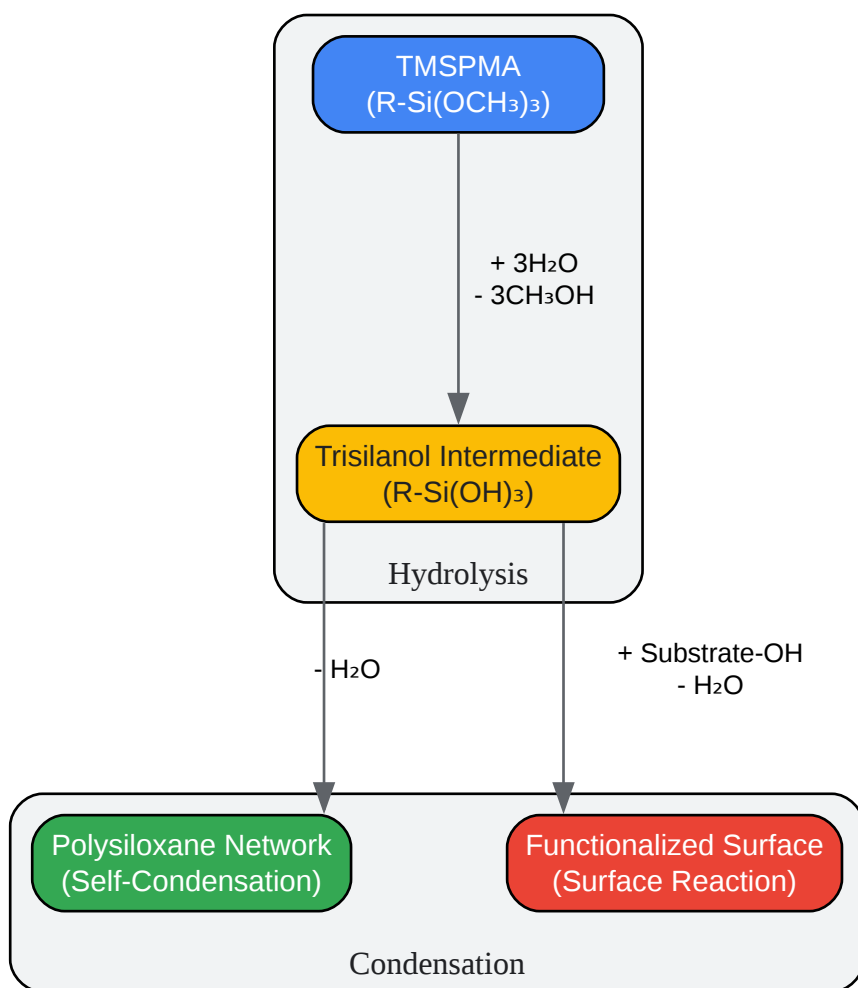 TMSPMA
(R-Si(OCH₃)₃)
+ 3H₂O
- 3CH₃OH
Trisilanol Intermediate
(R-Si(OH)₃)
Hydrolysis
- H₂O
+ Substrate-OH
- H₂O
Polysiloxane Network
(Self-Condensation)
Functionalized Surface
(Surface Reaction)
Condensation